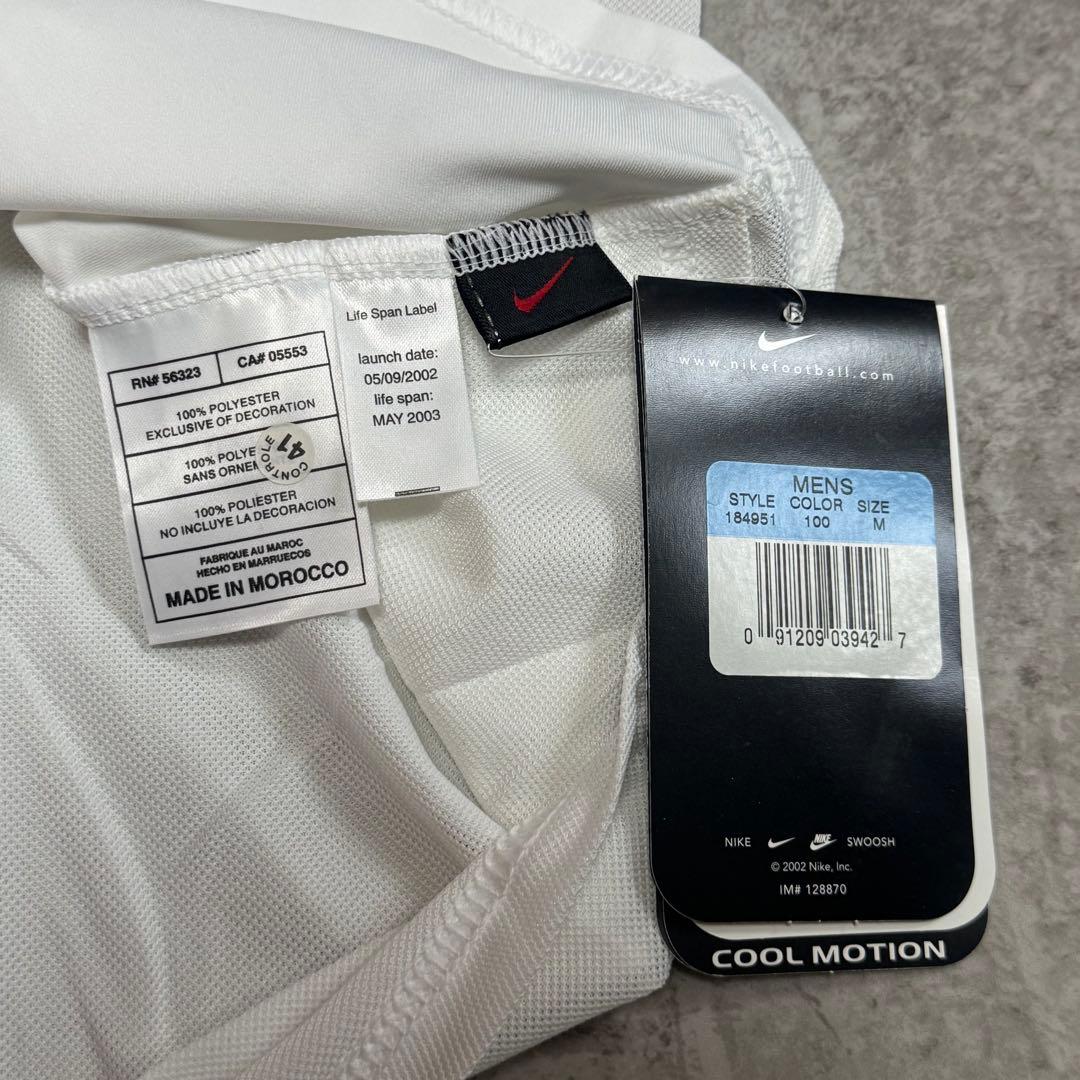 RN# 56323
CA# 05553
100% POLYESTER
EXCLUSIVE OF DECORATION
100% POLYE
SANS ORNE
CONTROLE
41
100% POLIESTER
NO INCLUYE LA DECORACION
FABRIQUE AU MAROC
HECHO EN MARRUECOS
MADE IN MOROCCO
Life Span Label
launch date:
05/09/2002
life span:
MAY 2003
www.nikefootball.com
MENS
STYLE COLOR SIZE
184951 100 M
0 91209 03942 7
NIKE NIKE SWOOSH
© 2002 Nike, Inc.
IM# 128870
COOL MOTION